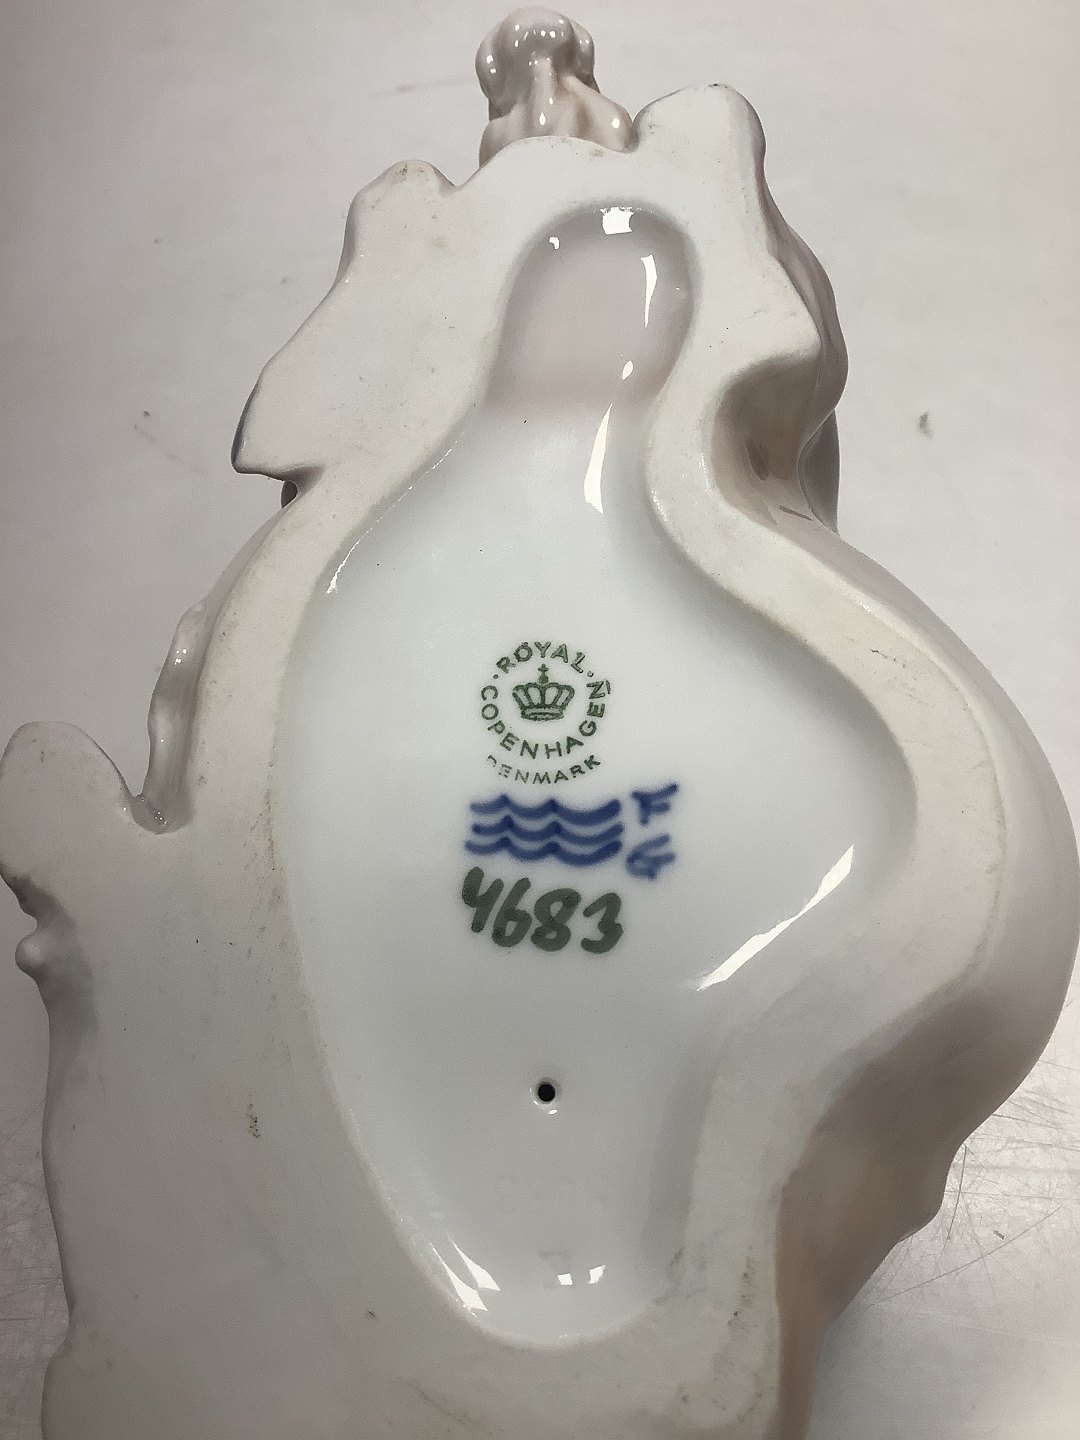 ROYAL
COPENHAGEN
DENMARK
F
G
4683